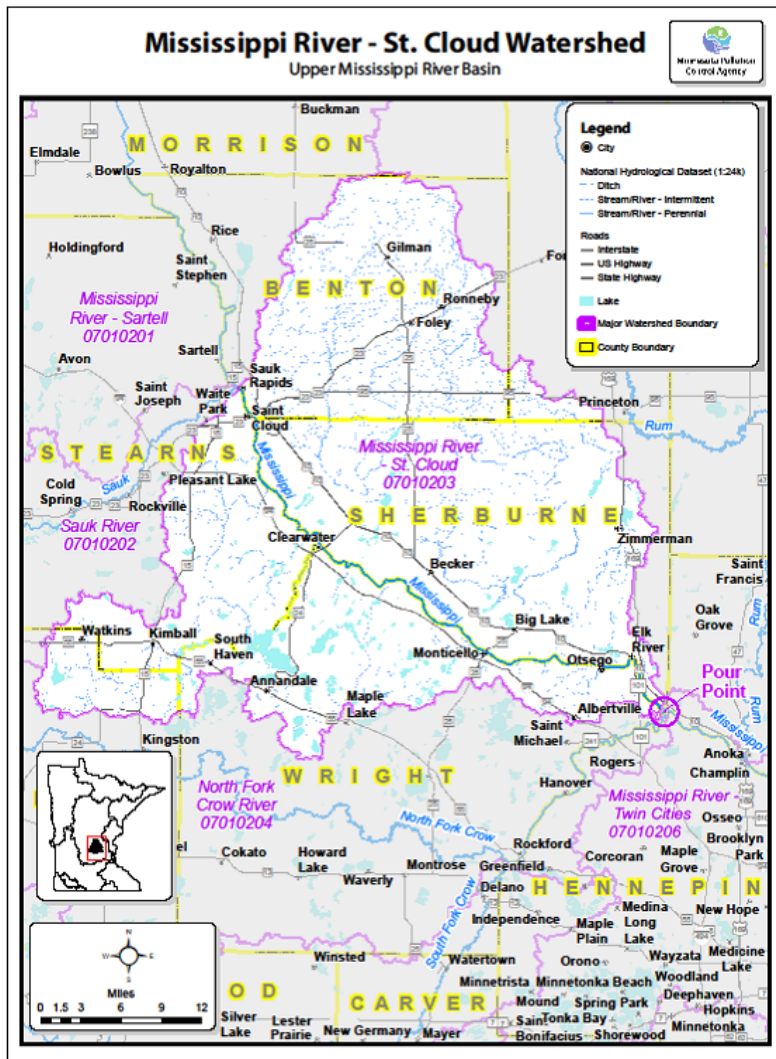 Mississippi River - St. Cloud Watershed
Upper Mississippi River Basin
Minnesota Pollution
Control Agency
Legend
City
National Hydrological Dataset (1:24k)
Ditch
Stream/River - Intermittent
Stream/River - Perennial
Roads
Interstate
US Highway
State Highway
Lake
Major Watershed Boundary
County Boundary
Buckman
238
MORRISON
Elmdale
Bowlus
Royalton
10
Rice
Holdingford
Saint
Stephen
Gilman
BENTON
Ronneby
Foley
Mississippi
River - Sartell
07010201
Sartell
Avon
Sauk
Rapids
Saint
Joseph
Waite
Park
Saint
Cloud
Princeton
Rum
STEARNS
Mississippi River
- St. Cloud
07010203
Mississippi
Cold
Spring
Sauk
Pleasant Lake
Rockville
Sauk River
07010202
SHERBURNE
Clearwater
Zimmerman
Becker
Saint
Francis
Mississippi
Rum
Oak
Grove
Watkins
Kimball
South
Haven
Big Lake
Elk
River
Monticello
Otsego
Pour
Point
Annandale
Maple
Lake
101
Albertville
Rum
Saint
Michael
241
101
Mississippi
Kingston
Rogers
Anoka
Champlin
WRIGHT
Hanover
North Fork
Crow River
07010204
Mississippi River -
Twin Cities
07010206
Osseo
North Fork Crow
Brooklyn
Park
Rockford
Corcoran
Maple
Grove
Cokato
Howard
Lake
Montrose
Greenfield
Waverly
Delano
HENNEPIN
Independence
Medina
New Hope
South Fork Crow
Maple
Plain
Long
Lake
Medicine
Lake
Winsted
Watertown
Orono
Wayzata
Woodland
Minnetrista
Minnetonka Beach
Deephaven
OD
CARVER
Mound
Spring Park
Hopkins
Silver
Lake
Lester
Prairie
New Germany
Mayer
Saint
Bonifacius
Tonka Bay
Shorewood
Minnetonka
N
W
E
S
Miles
0 1.5 3 6 9 12